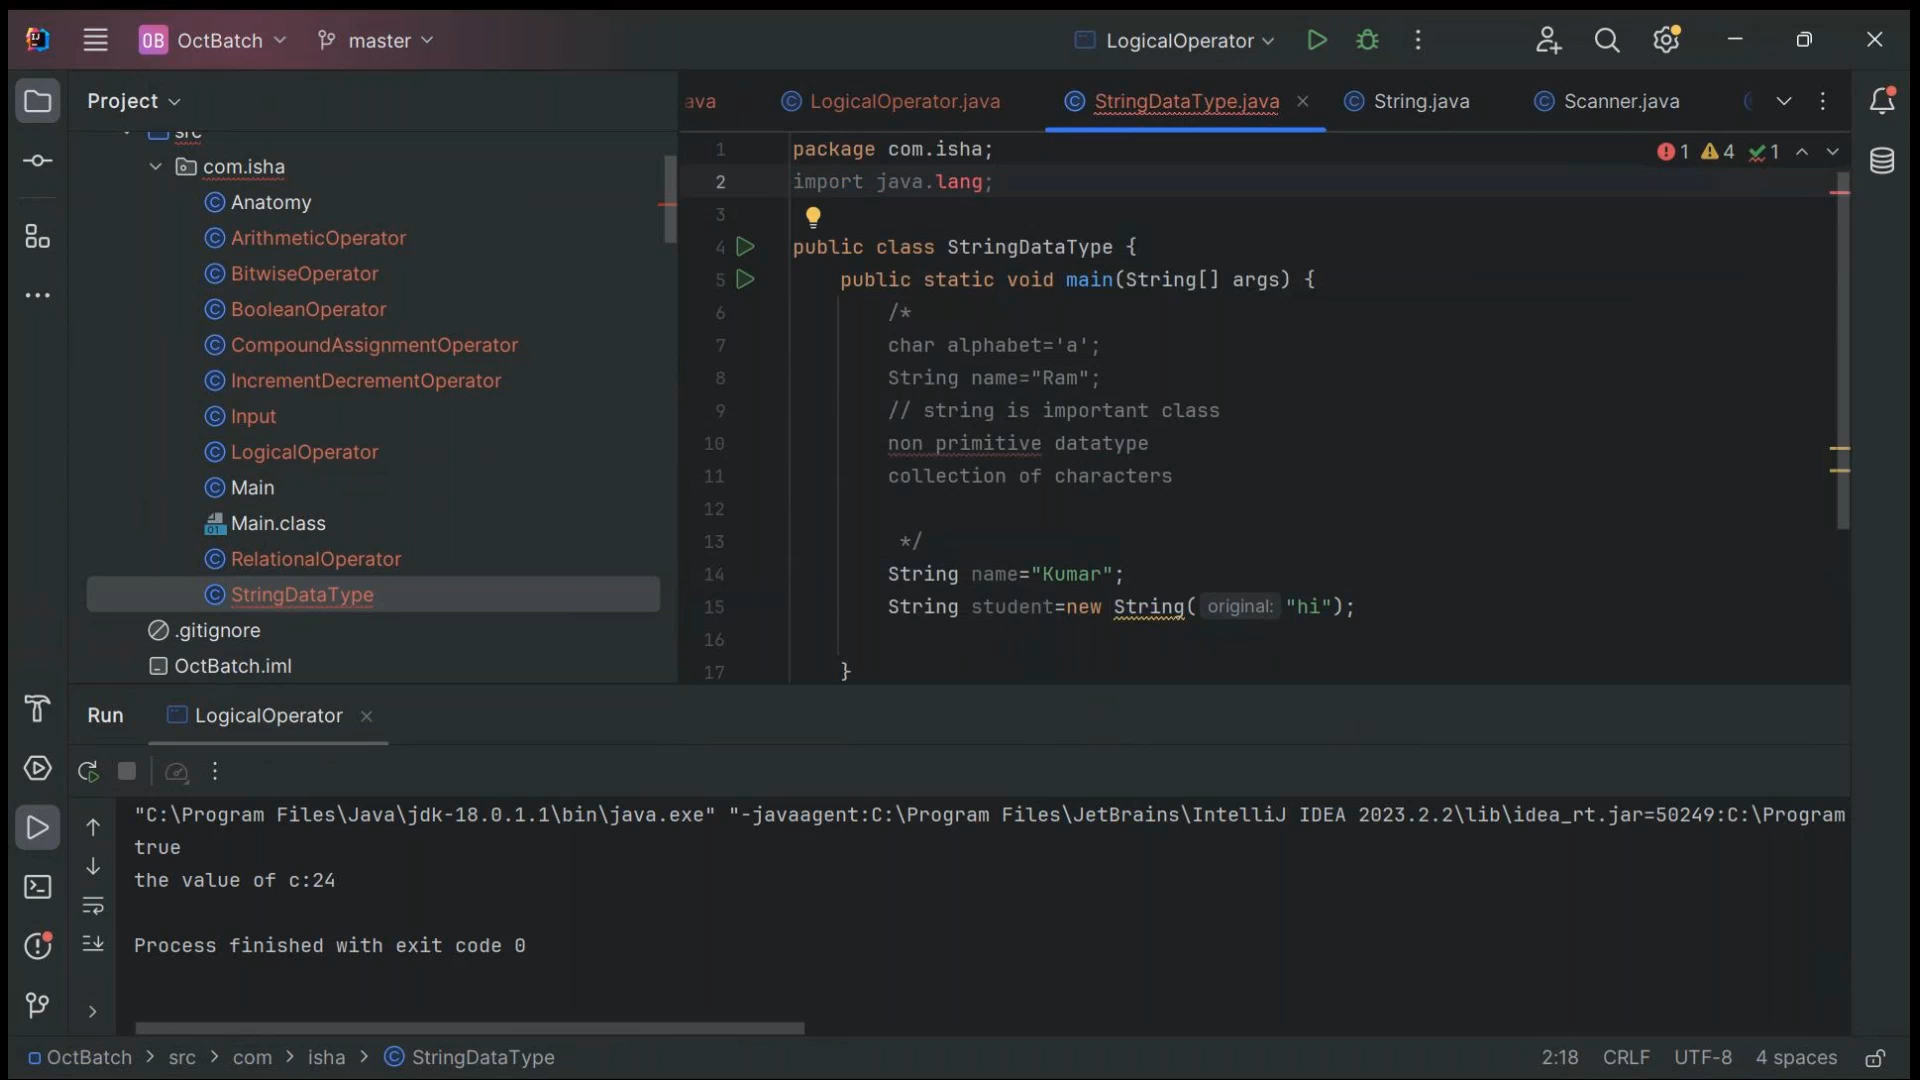 OB OctBatch master LogicalOperator
Project
ava LogicalOperator.java StringDataType.java String.java Scanner.java
src
com.isha
Anatomy
ArithmeticOperator
BitwiseOperator
BooleanOperator
CompoundAssignmentOperator
IncrementDecrementOperator
Input
LogicalOperator
Main
Main.class
RelationalOperator
StringDataType
.gitignore
OctBatch.iml
1 package com.isha; 1 4 1
2 import java.lang;
3
4 public class StringDataType {
5 public static void main(String[] args) {
6 /*
7 char alphabet='a';
8 String name="Ram";
9 // string is important class
10 non primitive datatype
11 collection of characters
12
13 */
14 String name="Kumar";
15 String student=new String( original: "hi");
16
17 }
Run LogicalOperator
"C:\Program Files\Java\jdk-18.0.1.1\bin\java.exe" "-javaagent:C:\Program Files\JetBrains\IntelliJ IDEA 2023.2.2\lib\idea_rt.jar=50249:C:\Program
true
the value of c:24
Process finished with exit code 0
OctBatch > src > com > isha > StringDataType 2:18 CRLF UTF-8 4 spaces